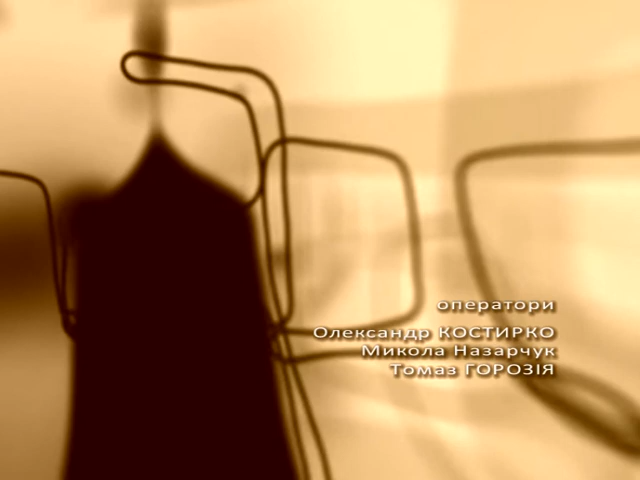 оператори
Олександр КОСТИРКО
Микола Назарчук
Томаз ГОРОЗІЯ